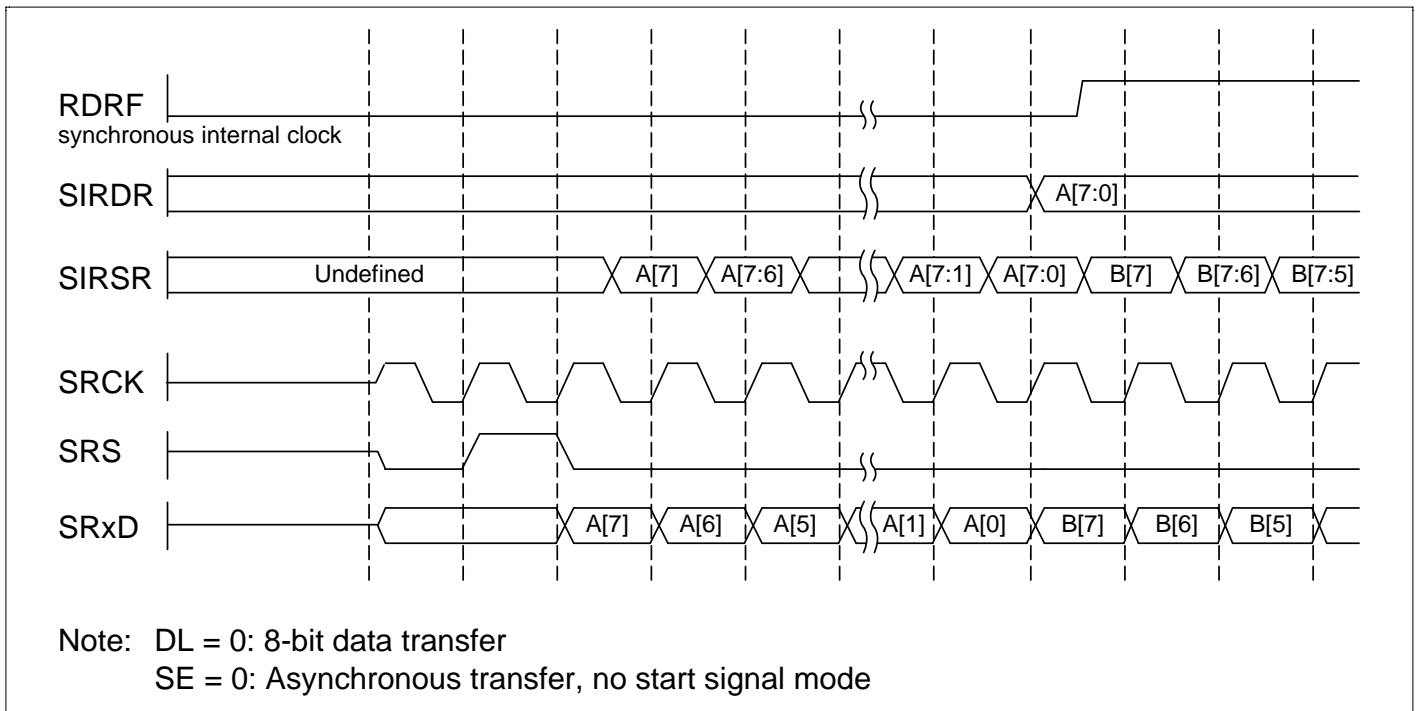 RDRF
synchronous internal clock
SIRDR A[7:0]
SIRSR Undefined A[7] A[7:6] A[7:1] A[7:0] B[7] B[7:6] B[7:5]
SRCK
SRS
SRxD A[7] A[6] A[5] A[1] A[0] B[7] B[6] B[5]
Note: DL = 0: 8-bit data transfer
SE = 0: Asynchronous transfer, no start signal mode